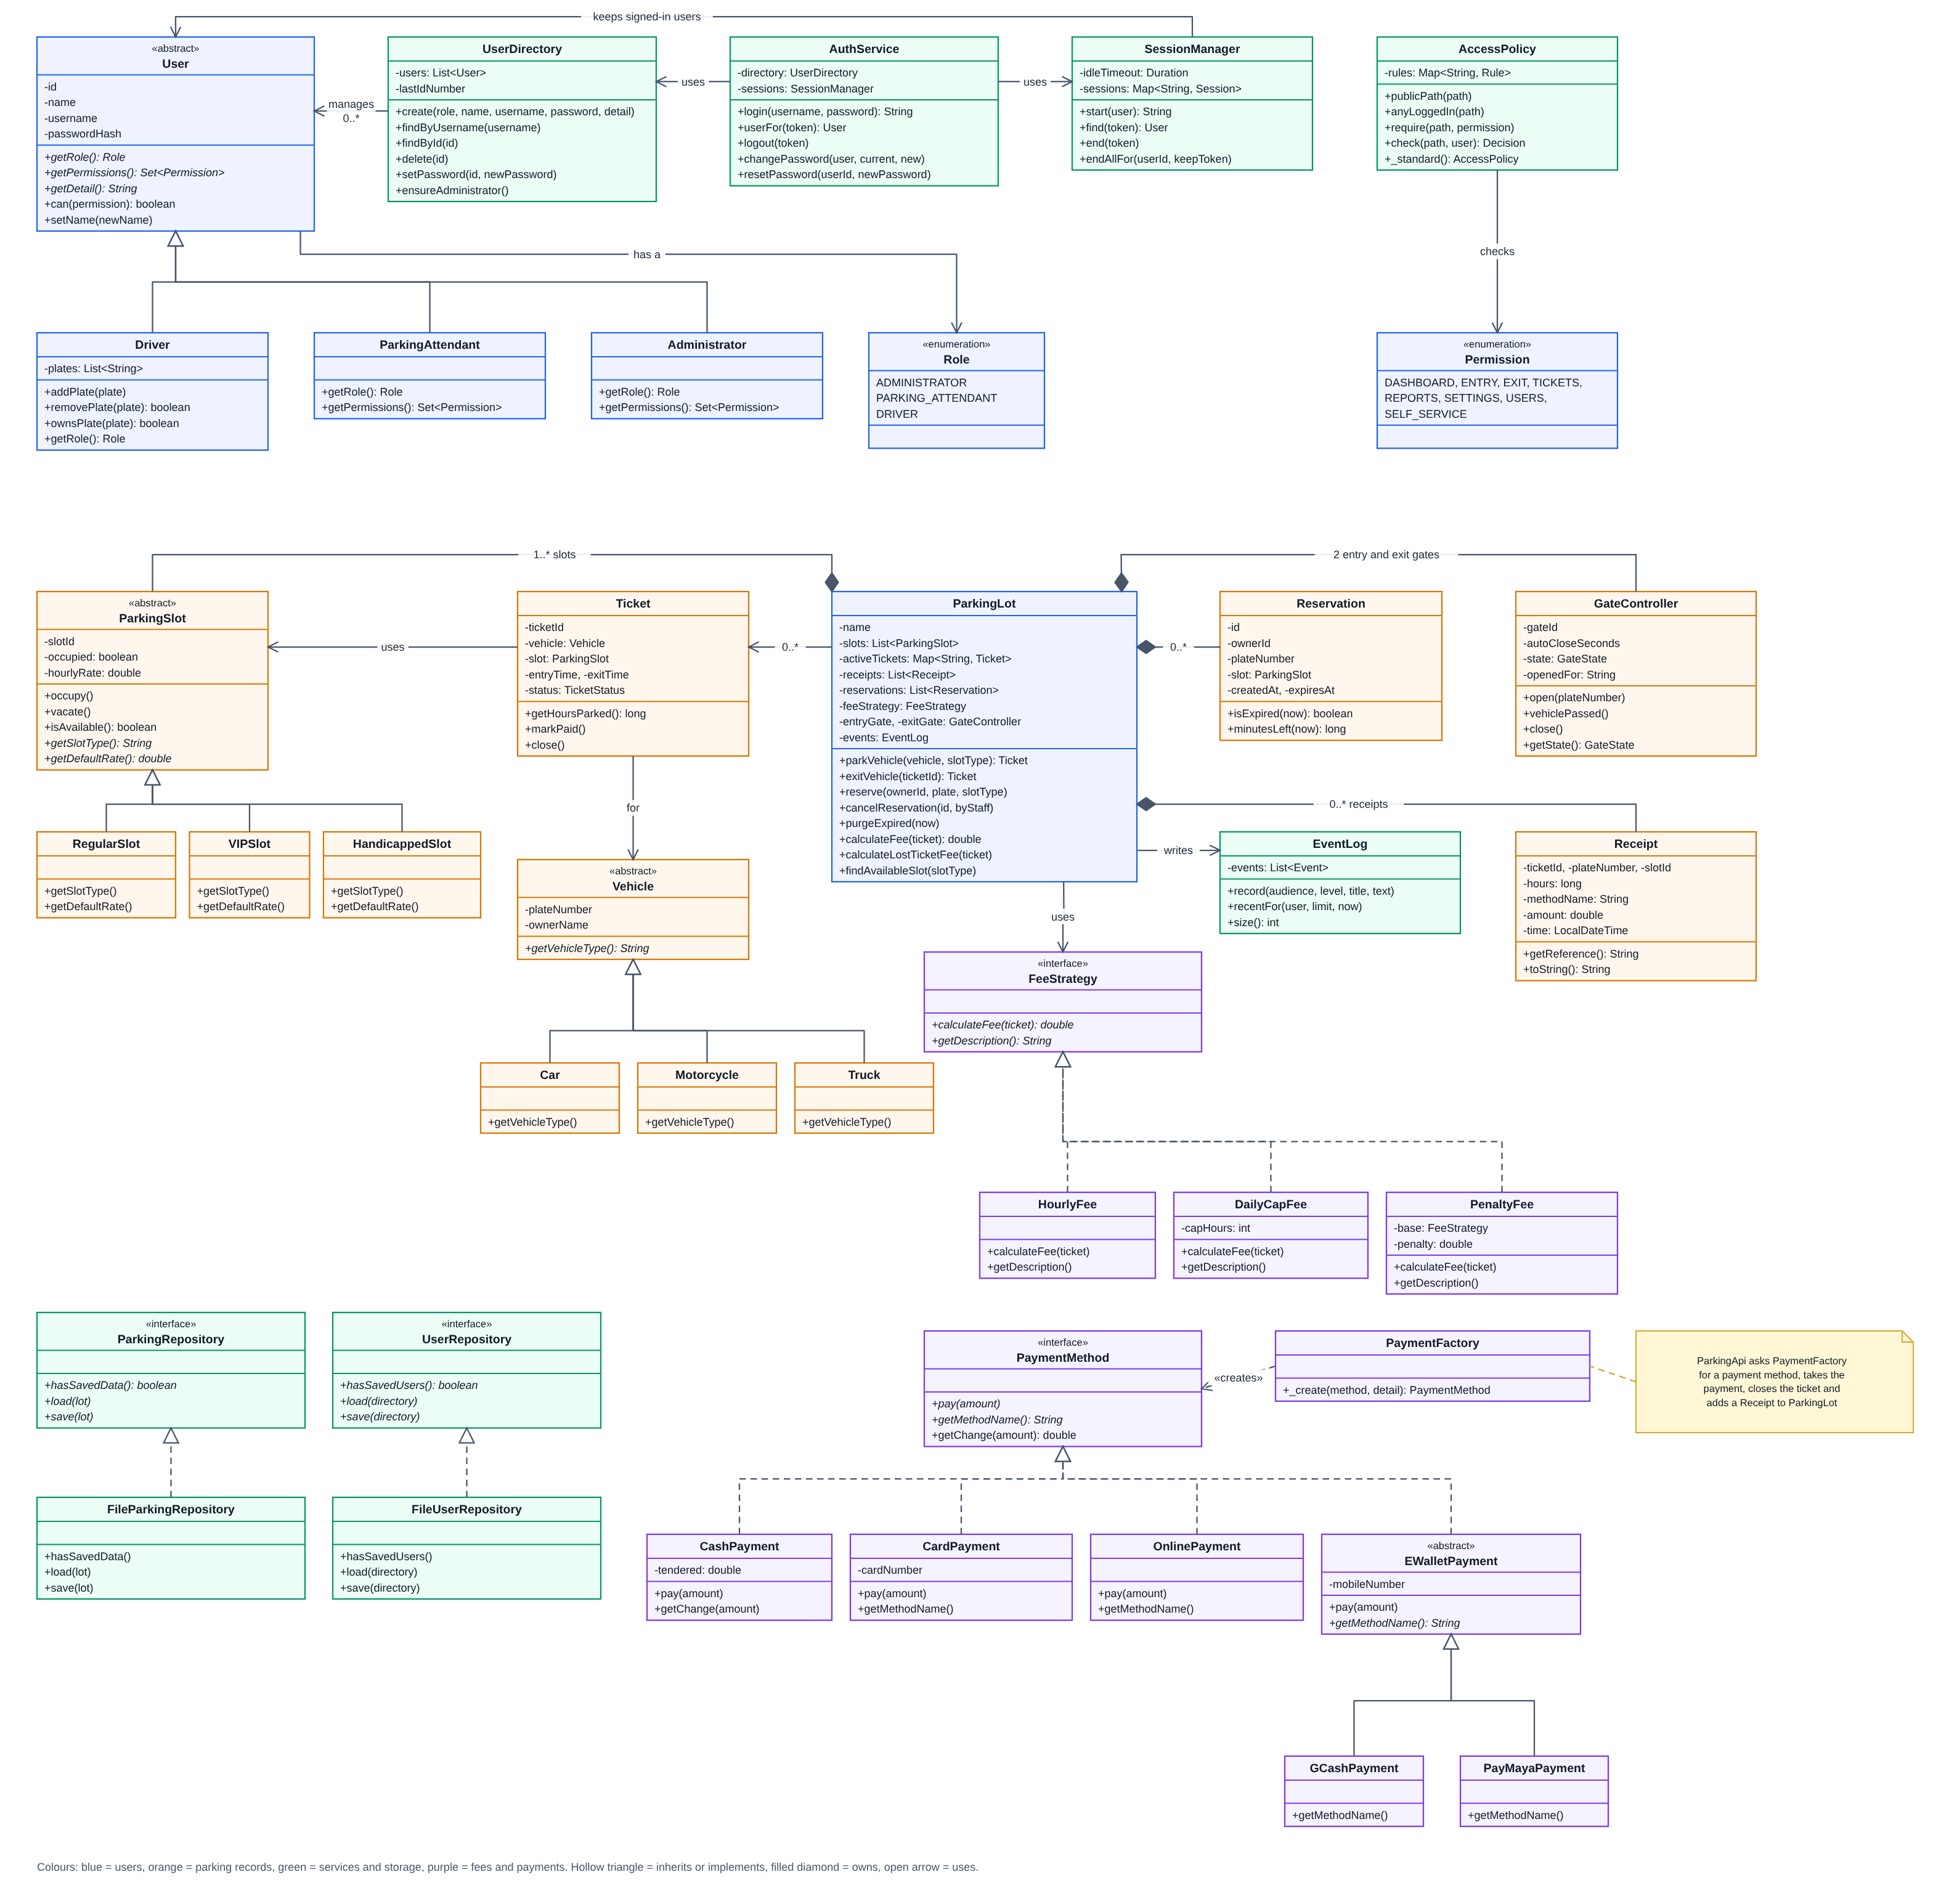 keeps signed-in users
«abstract»
User
-id
-name
-username
-passwordHash
+getRole(): Role
+getPermissions(): Set<Permission>
+getDetail(): String
+can(permission): boolean
+setName(newName)
manages
0..*
UserDirectory
-users: List<User>
-lastIdNumber
+create(role, name, username, password, detail)
+findByUsername(username)
+findById(id)
+delete(id)
+setPassword(id, newPassword)
+ensureAdministrator()
uses
AuthService
-directory: UserDirectory
-sessions: SessionManager
+login(username, password): String
+userFor(token): User
+logout(token)
+changePassword(user, current, new)
+resetPassword(userId, newPassword)
uses
SessionManager
-idleTimeout: Duration
-sessions: Map<String, Session>
+start(user): String
+find(token): User
+end(token)
+endAllFor(userId, keepToken)
AccessPolicy
-rules: Map<String, Rule>
+publicPath(path)
+anyLoggedIn(path)
+require(path, permission)
+check(path, user): Decision
+_standard(): AccessPolicy
has a
checks
Driver
-plates: List<String>
+addPlate(plate)
+removePlate(plate): boolean
+ownsPlate(plate): boolean
+getRole(): Role
ParkingAttendant
+getRole(): Role
+getPermissions(): Set<Permission>
Administrator
+getRole(): Role
+getPermissions(): Set<Permission>
«enumeration»
Role
ADMINISTRATOR
PARKING_ATTENDANT
DRIVER
«enumeration»
Permission
DASHBOARD, ENTRY, EXIT, TICKETS,
REPORTS, SETTINGS, USERS,
SELF_SERVICE
1..* slots
2 entry and exit gates
«abstract»
ParkingSlot
-slotId
-occupied: boolean
-hourlyRate: double
+occupy()
+vacate()
+isAvailable(): boolean
+getSlotType(): String
+getDefaultRate(): double
uses
Ticket
-ticketId
-vehicle: Vehicle
-slot: ParkingSlot
-entryTime, -exitTime
-status: TicketStatus
+getHoursParked(): long
+markPaid()
+close()
0..*
ParkingLot
-name
-slots: List<ParkingSlot>
-activeTickets: Map<String, Ticket>
-receipts: List<Receipt>
-reservations: List<Reservation>
-feeStrategy: FeeStrategy
-entryGate, -exitGate: GateController
-events: EventLog
+parkVehicle(vehicle, slotType): Ticket
+exitVehicle(ticketId): Ticket
+reserve(ownerId, plate, slotType)
+cancelReservation(id, byStaff)
+purgeExpired(now)
+calculateFee(ticket): double
+calculateLostTicketFee(ticket)
+findAvailableSlot(slotType)
0..*
Reservation
-id
-ownerId
-plateNumber
-slot: ParkingSlot
-createdAt, -expiresAt
+isExpired(now): boolean
+minutesLeft(now): long
GateController
-gateId
-autoCloseSeconds
-state: GateState
-openedFor: String
+open(plateNumber)
+vehiclePassed()
+close()
+getState(): GateState
for
0..* receipts
RegularSlot
+getSlotType()
+getDefaultRate()
VIPSlot
+getSlotType()
+getDefaultRate()
HandicappedSlot
+getSlotType()
+getDefaultRate()
writes
EventLog
-events: List<Event>
+record(audience, level, title, text)
+recentFor(user, limit, now)
+size(): int
Receipt
-ticketId, -plateNumber, -slotId
-hours: long
-methodName: String
-amount: double
-time: LocalDateTime
+getReference(): String
+toString(): String
«abstract»
Vehicle
-plateNumber
-ownerName
+getVehicleType(): String
uses
«interface»
FeeStrategy
+calculateFee(ticket): double
+getDescription(): String
Car
+getVehicleType()
Motorcycle
+getVehicleType()
Truck
+getVehicleType()
HourlyFee
+calculateFee(ticket)
+getDescription()
DailyCapFee
-capHours: int
+calculateFee(ticket)
+getDescription()
PenaltyFee
-base: FeeStrategy
-penalty: double
+calculateFee(ticket)
+getDescription()
«interface»
ParkingRepository
+hasSavedData(): boolean
+load(lot)
+save(lot)
«interface»
UserRepository
+hasSavedUsers(): boolean
+load(directory)
+save(directory)
«interface»
PaymentMethod
+pay(amount)
+getMethodName(): String
+getChange(amount): double
«creates»
PaymentFactory
+_create(method, detail): PaymentMethod
ParkingApi asks PaymentFactory
for a payment method, takes the
payment, closes the ticket and
adds a Receipt to ParkingLot
FileParkingRepository
+hasSavedData()
+load(lot)
+save(lot)
FileUserRepository
+hasSavedUsers()
+load(directory)
+save(directory)
CashPayment
-tendered: double
+pay(amount)
+getChange(amount)
CardPayment
-cardNumber
+pay(amount)
+getMethodName()
OnlinePayment
+pay(amount)
+getMethodName()
«abstract»
EWalletPayment
-mobileNumber
+pay(amount)
+getMethodName(): String
GCashPayment
+getMethodName()
PayMayaPayment
+getMethodName()
Colours: blue = users, orange = parking records, green = services and storage, purple = fees and payments. Hollow triangle = inherits or implements, filled diamond = owns, open arrow = uses.